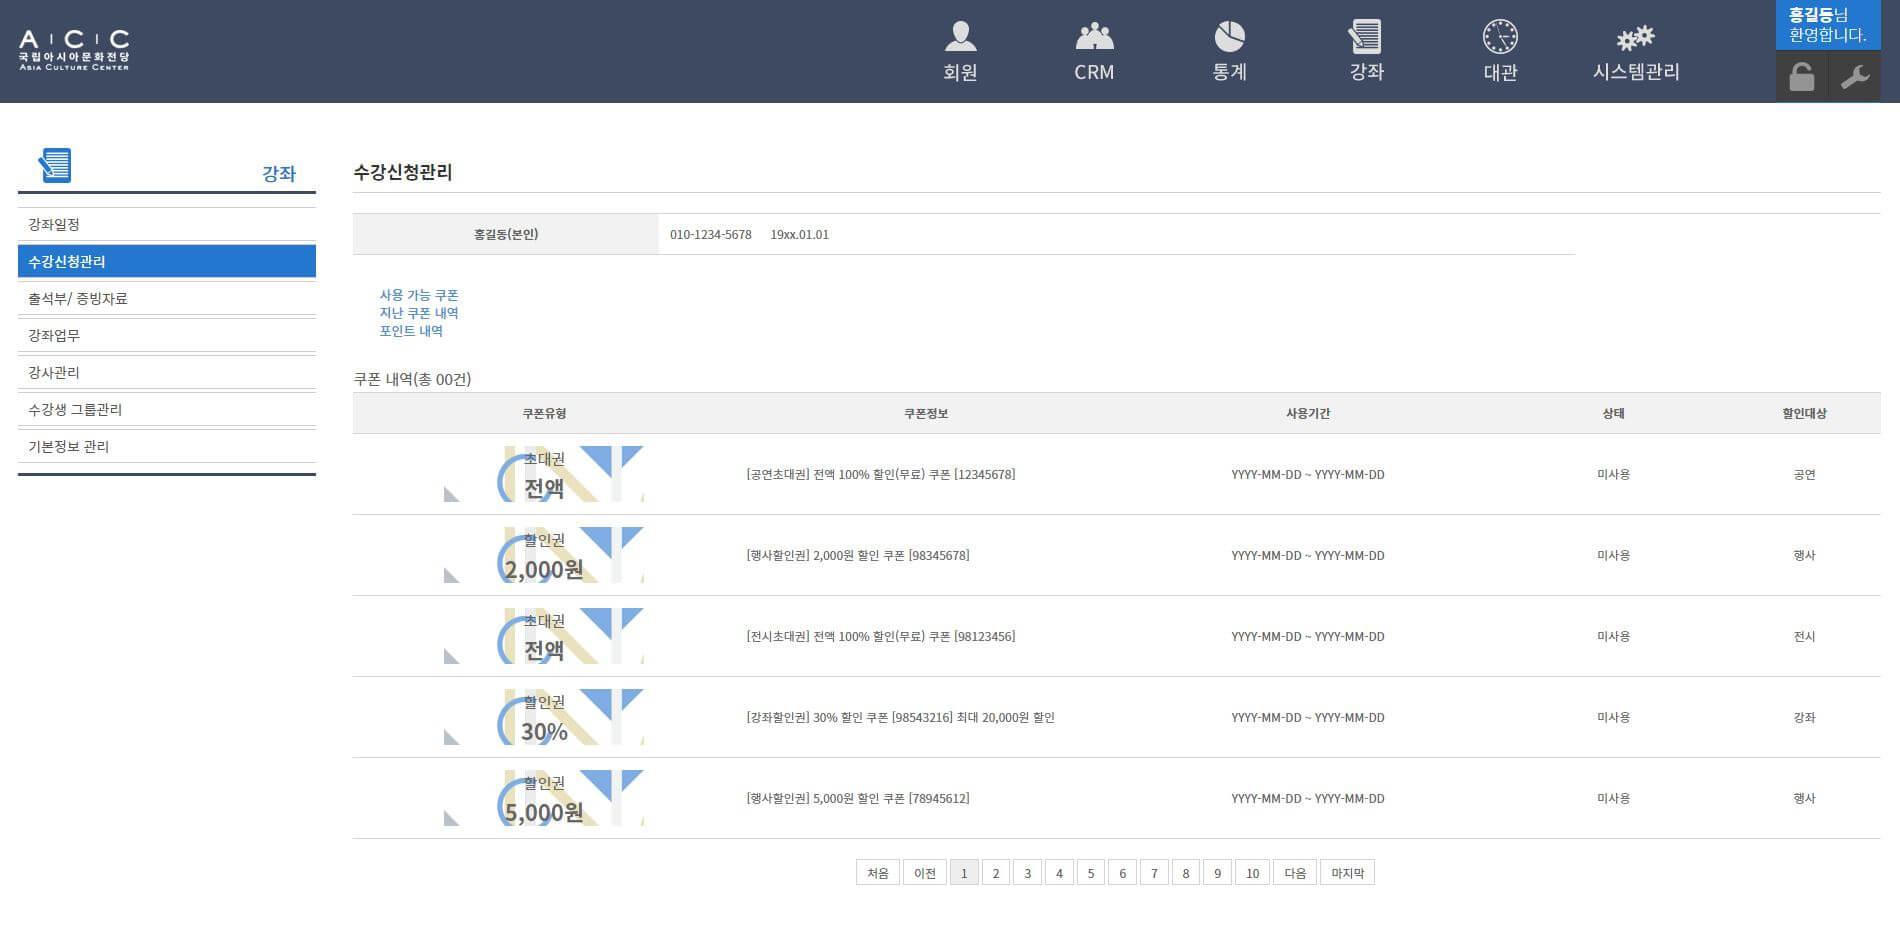 A C C
국립아시아문화전당
Asia Culture Center
회원
CRM
통계
강좌
대관
시스템관리
홍길동님
환영합니다.
강좌
강좌일정
수강신청관리
출석부/ 증빙자료
강좌업무
강사관리
수강생 그룹관리
기본정보 관리
수강신청관리
홍길동(본인) 010-1234-5678 19xx.01.01
사용 가능 쿠폰
지난 쿠폰 내역
포인트 내역
쿠폰 내역(총 00건)
쿠폰유형 쿠폰정보 사용기간 상태 할인대상
초대권
전액
[공연초대권] 전액 100% 할인(무료) 쿠폰 [12345678] YYYY-MM-DD ~ YYYY-MM-DD 미사용 공연
할인권
2,000원
[행사할인권] 2,000원 할인 쿠폰 [98345678] YYYY-MM-DD ~ YYYY-MM-DD 미사용 행사
초대권
전액
[전시초대권] 전액 100% 할인(무료) 쿠폰 [98123456] YYYY-MM-DD ~ YYYY-MM-DD 미사용 전시
할인권
30%
[강좌할인권] 30% 할인 쿠폰 [98543216] 최대 20,000원 할인 YYYY-MM-DD ~ YYYY-MM-DD 미사용 강좌
할인권
5,000원
[행사할인권] 5,000원 할인 쿠폰 [78945612] YYYY-MM-DD ~ YYYY-MM-DD 미사용 행사
처음 이전 1 2 3 4 5 6 7 8 9 10 다음 마지막